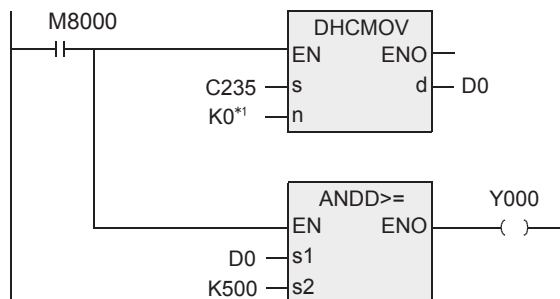 M8000
DHCMOV
EN ENO
C235 s d D0
K0*1 n
ANDD>= Y000
EN ENO
D0 s1
K500 s2